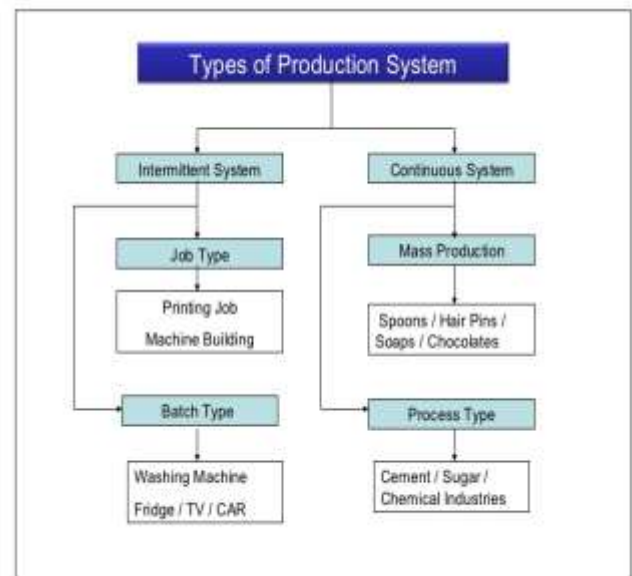 Types of Production System
Intermittent System
Continuous System
Job Type
Mass Production
Printing Job
Machine Building
Spoons / Hair Pins /
Soaps / Chocolates
Batch Type
Process Type
Washing Machine
Fridge / TV / CAR
Cement / Sugar /
Chemical Industries